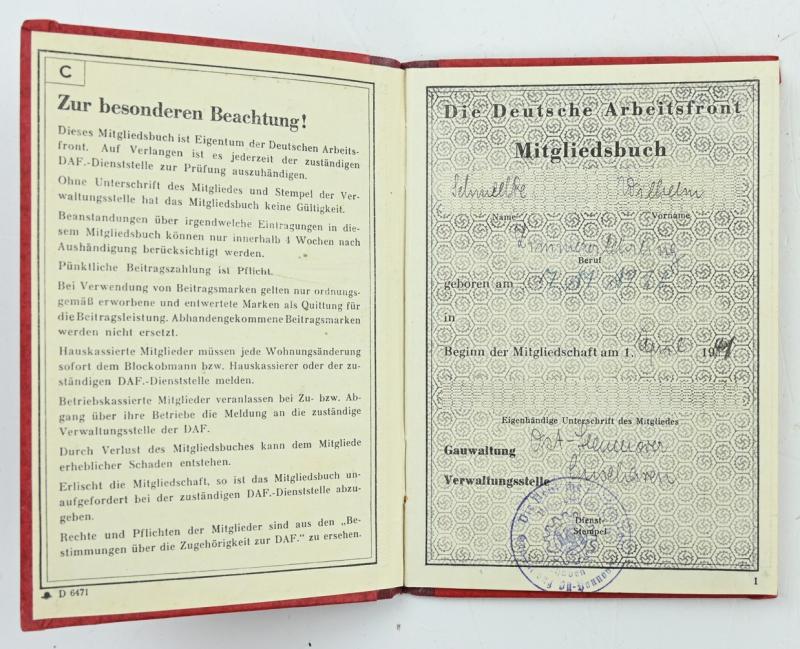 C
Zur besonderen Beachtung!
Dieses Mitgliedsbuch ist Eigentum der Deutschen Arbeits-
front. Auf Verlangen ist es jederzeit der zuständigen
DAF.-Dienststelle zur Prüfung auszuhändigen.
Ohne Unterschrift des Mitgliedes und Stempel der Ver-
waltungsstelle hat das Mitgliedsbuch keine Gültigkeit.
Beanstandungen über irgendwelche Eintragungen in die-
sem Mitgliedsbuch können nur innerhalb 4 Wochen nach
Aushändigung berücksichtigt werden.
Pünktliche Beitragszahlung ist Pflicht.
Bei Verwendung von Beitragsmarken gelten nur ordnungs-
gemäß erworbene und entwertete Marken als Quittung für
die Beitragsleistung. Abhandengekommene Beitragsmarken
werden nicht ersetzt.
Hauskassierte Mitglieder müssen jede Wohnungsänderung
sofort dem Blockobmann bzw. Hauskassierer oder der zu-
ständigen DAF.-Dienststelle melden.
Betriebskassierte Mitglieder veranlassen bei Zu- bzw. Ab-
gang über ihre Betriebe die Meldung an die zuständige
Verwaltungsstelle der DAF.
Durch Verlust des Mitgliedsbuches kann dem Mitgliede
erheblicher Schaden entstehen.
Erlischt die Mitgliedschaft, so ist das Mitgliedsbuch un-
aufgefordert bei der zuständigen DAF.-Dienststelle abzu-
geben.
Rechte und Pflichten der Mitglieder sind aus den „Be-
stimmungen über die Zugehörigkeit zur DAF.“ zu ersehen.
D 6471
Die Deutsche Arbeitsfront
Mitgliedsbuch
Wilhelm
Name Vorname
Beruf
geboren am 17. 11.
in
Beginn der Mitgliedschaft am 1. April 1941
Eigenhändige Unterschrift des Mitgliedes
Gauwaltung Ost-Hannover
Verwaltungsstelle
Dienst-
Stempel
1